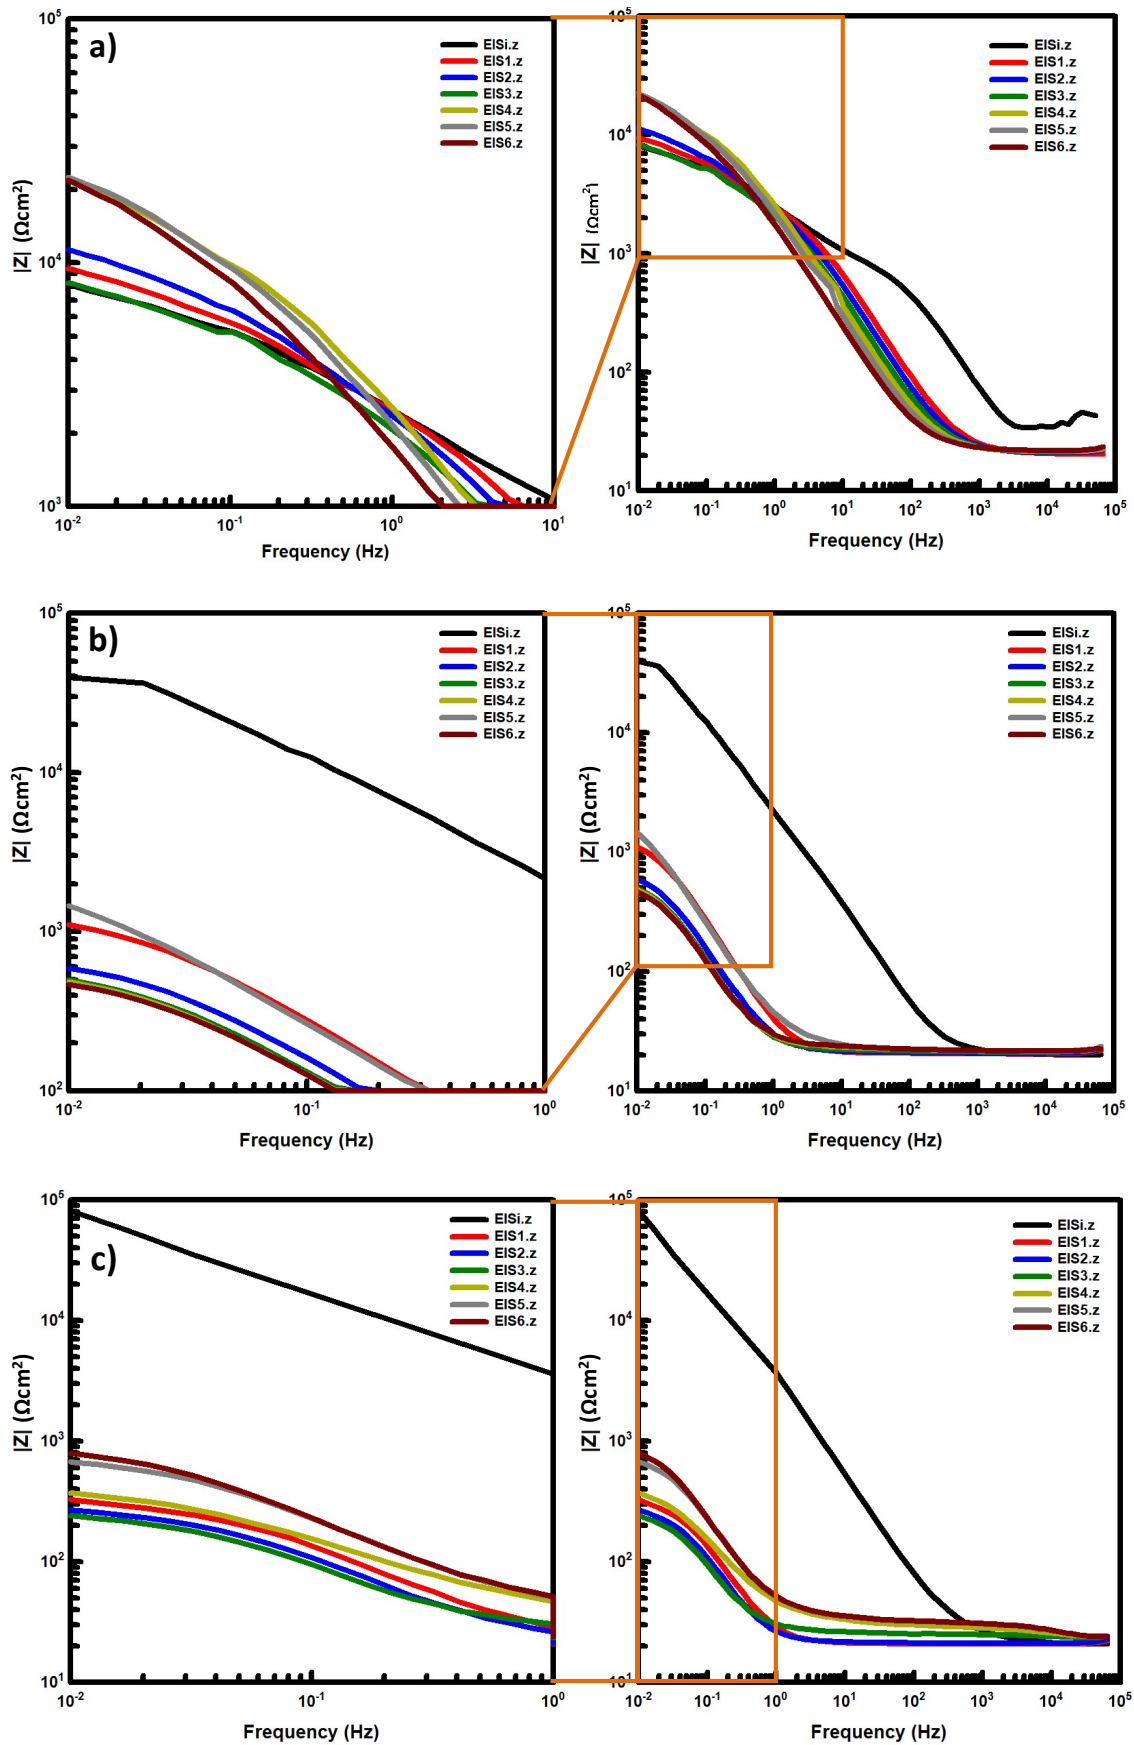 a)
10⁵
10⁴
10³
|Z| (Ωcm²)
EISi.z
EIS1.z
EIS2.z
EIS3.z
EIS4.z
EIS5.z
EIS6.z
10⁻² 10⁻¹ 10⁰ 10¹
Frequency (Hz)
10⁵
10⁴
10³
10²
10¹
|Z| (Ωcm²)
EISi.z
EIS1.z
EIS2.z
EIS3.z
EIS4.z
EIS5.z
EIS6.z
10⁻² 10⁻¹ 10⁰ 10¹ 10² 10³ 10⁴ 10⁵
Frequency (Hz)
b)
10⁵
10⁴
10³
10²
|Z| (Ωcm²)
EISi.z
EIS1.z
EIS2.z
EIS3.z
EIS4.z
EIS5.z
EIS6.z
10⁻² 10⁻¹ 10⁰
Frequency (Hz)
10⁵
10⁴
10³
10²
10¹
|Z| (Ωcm²)
EISi.z
EIS1.z
EIS2.z
EIS3.z
EIS4.z
EIS5.z
EIS6.z
10⁻² 10⁻¹ 10⁰ 10¹ 10² 10³ 10⁴ 10⁵
Frequency (Hz)
c)
10⁵
10⁴
10³
10²
10¹
|Z| (Ωcm²)
EISi.z
EIS1.z
EIS2.z
EIS3.z
EIS4.z
EIS5.z
EIS6.z
10⁻² 10⁻¹ 10⁰
Frequency (Hz)
10⁵
10⁴
10³
10²
10¹
|Z| (Ωcm²)
EISi.z
EIS1.z
EIS2.z
EIS3.z
EIS4.z
EIS5.z
EIS6.z
10⁻² 10⁻¹ 10⁰ 10¹ 10² 10³ 10⁴ 10⁵
Frequency (Hz)